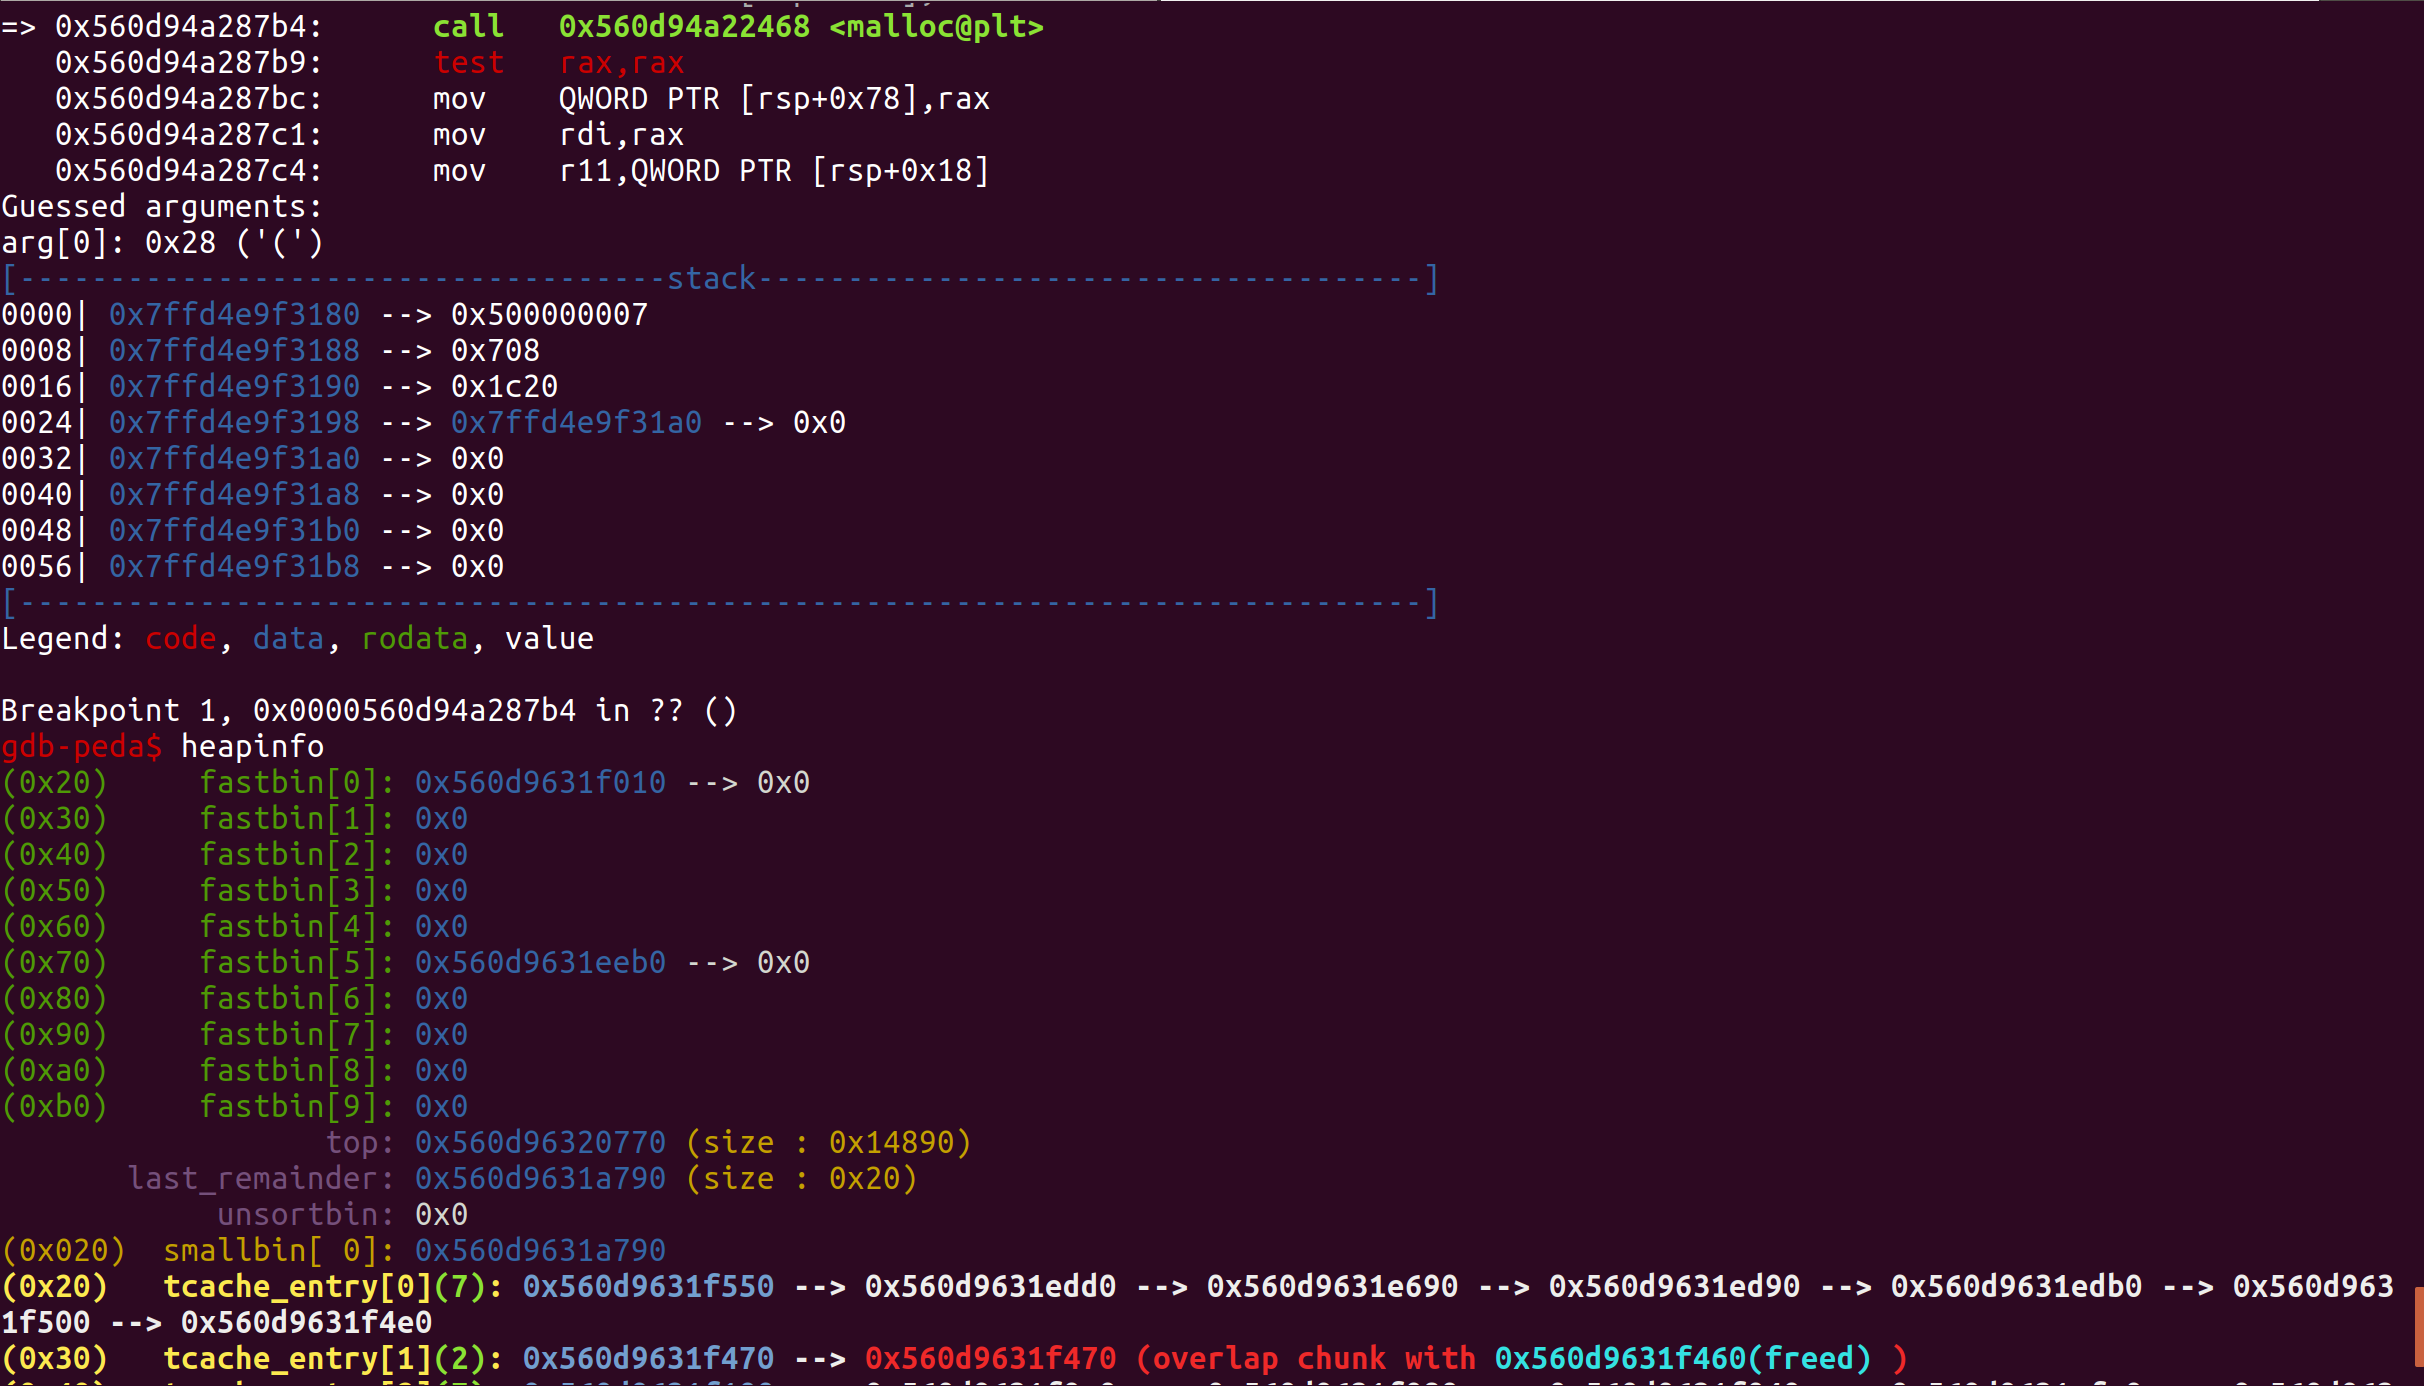 => 0x560d94a287b4:      call   0x560d94a22468 <malloc@plt>
   0x560d94a287b9:      test   rax,rax
   0x560d94a287bc:      mov    QWORD PTR [rsp+0x78],rax
   0x560d94a287c1:      mov    rdi,rax
   0x560d94a287c4:      mov    r11,QWORD PTR [rsp+0x18]
Guessed arguments:
arg[0]: 0x28 ('(')
[------------------------------------stack-------------------------------------]
0000| 0x7ffd4e9f3180 --> 0x500000007
0008| 0x7ffd4e9f3188 --> 0x708
0016| 0x7ffd4e9f3190 --> 0x1c20
0024| 0x7ffd4e9f3198 --> 0x7ffd4e9f31a0 --> 0x0
0032| 0x7ffd4e9f31a0 --> 0x0
0040| 0x7ffd4e9f31a8 --> 0x0
0048| 0x7ffd4e9f31b0 --> 0x0
0056| 0x7ffd4e9f31b8 --> 0x0
[------------------------------------------------------------------------------]
Legend: code, data, rodata, value

Breakpoint 1, 0x0000560d94a287b4 in ?? ()
gdb-peda$ heapinfo
(0x20)     fastbin[0]: 0x560d9631f010 --> 0x0
(0x30)     fastbin[1]: 0x0
(0x40)     fastbin[2]: 0x0
(0x50)     fastbin[3]: 0x0
(0x60)     fastbin[4]: 0x0
(0x70)     fastbin[5]: 0x560d9631eeb0 --> 0x0
(0x80)     fastbin[6]: 0x0
(0x90)     fastbin[7]: 0x0
(0xa0)     fastbin[8]: 0x0
(0xb0)     fastbin[9]: 0x0
                  top: 0x560d96320770 (size : 0x14890)
       last_remainder: 0x560d9631a790 (size : 0x20)
            unsortbin: 0x0
(0x020)  smallbin[ 0]: 0x560d9631a790
(0x20)   tcache_entry[0](7): 0x560d9631f550 --> 0x560d9631edd0 --> 0x560d9631e690 --> 0x560d9631ed90 --> 0x560d9631edb0 --> 0x560d963
1f500 --> 0x560d9631f4e0
(0x30)   tcache_entry[1](2): 0x560d9631f470 --> 0x560d9631f470 (overlap chunk with 0x560d9631f460(freed) )